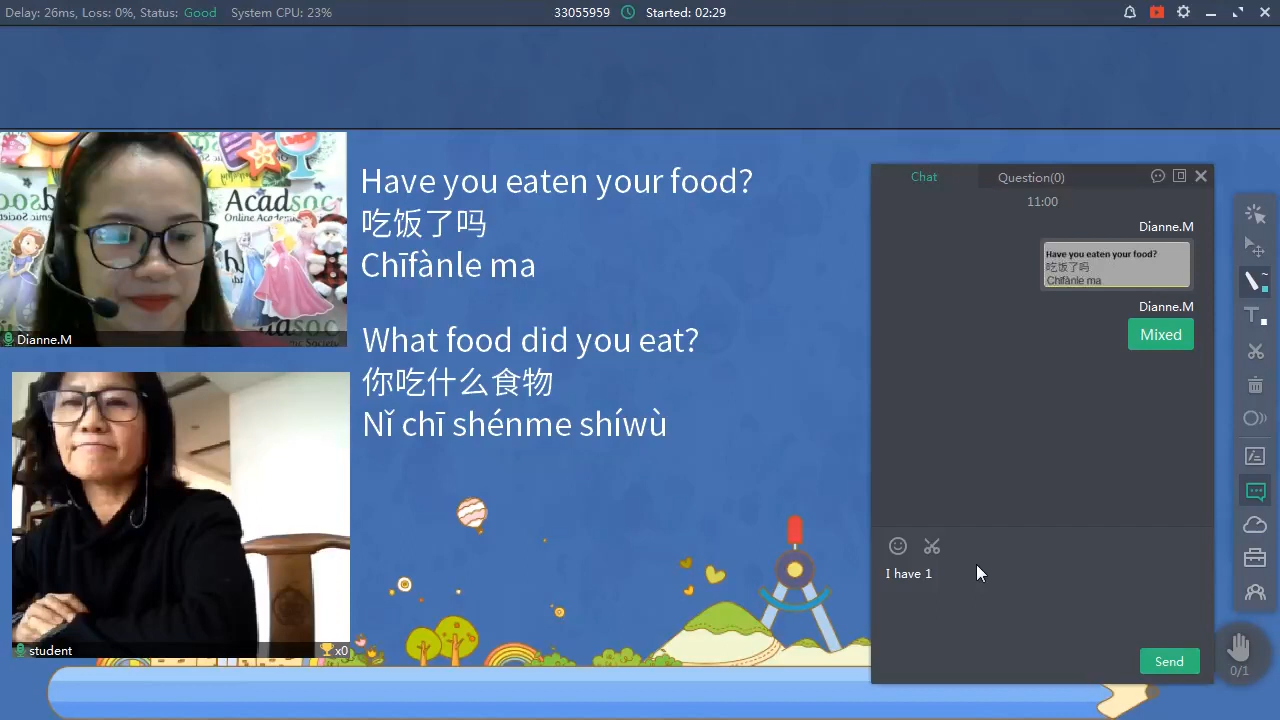 Delay: 26ms, Loss: 0%, Status: Good System CPU: 23%
33055959 Started: 02:29
Acadsoc
Online Academ
Dianne.M
student
x0
Have you eaten your food?
吃饭了吗
Chīfànle ma
What food did you eat?
你吃什么食物
Nǐ chī shénme shíwù
Chat Question(0)
11:00
Dianne.M
Have you eaten your food?
吃饭了吗
Chīfànle ma
Dianne.M
Mixed
I have 1
Send
0/1